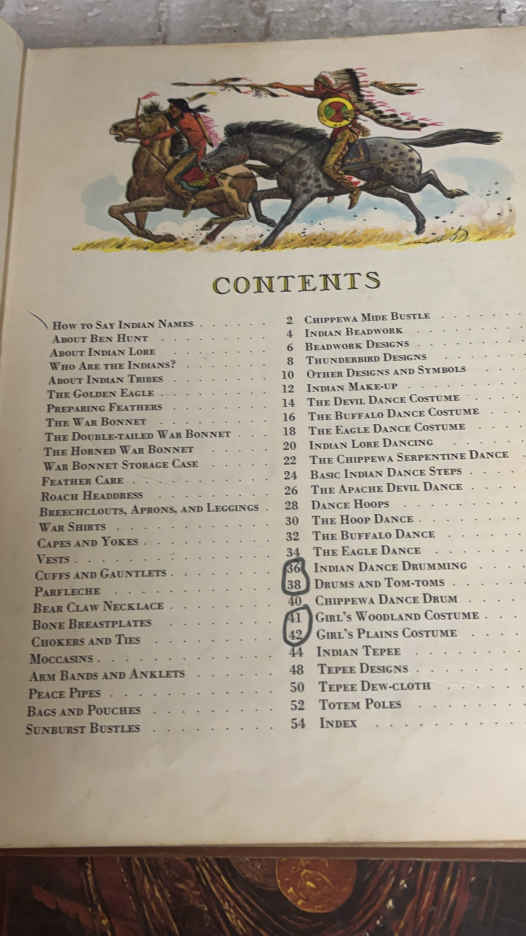 CONTENTS
HOW TO SAY INDIAN NAMES . . . . . . 2
ABOUT BEN HUNT . . . . . . . . 4
ABOUT INDIAN LORE . . . . . . . 6
WHO ARE THE INDIANS? . . . . . . . 8
ABOUT INDIAN TRIBES . . . . . . . 10
THE GOLDEN EAGLE . . . . . . . . 12
PREPARING FEATHERS . . . . . . . 14
THE WAR BONNET . . . . . . . . 16
THE DOUBLE-TAILED WAR BONNET . . . 18
THE HORNED WAR BONNET . . . . . . 20
WAR BONNET STORAGE CASE . . . . . 22
FEATHER CARE . . . . . . . . . 24
ROACH HEADDRESS . . . . . . . . 26
BREECHCLOUTS, APRONS, AND LEGGINGS . 28
WAR SHIRTS . . . . . . . . . . 30
CAPES AND YOKES . . . . . . . . 32
VESTS . . . . . . . . . . . . 34
CUFFS AND GAUNTLETS . . . . . . . 36
PARFLECHE . . . . . . . . . . 38
BEAR CLAW NECKLACE . . . . . . . 40
BONE BREASTPLATES . . . . . . . . 41
CHOKERS AND TIES . . . . . . . . 42
MOCCASINS . . . . . . . . . . 44
ARM BANDS AND ANKLETS . . . . . . 48
PEACE PIPES . . . . . . . . . . 50
BAGS AND POUCHES . . . . . . . . 52
SUNBURST BUSTLES . . . . . . . . 54
CHIPPEWA MIDE BUSTLE . . . . .
INDIAN BEADWORK . . . . . . .
BEADWORK DESIGNS . . . . . . .
THUNDERBIRD DESIGNS . . . . . .
OTHER DESIGNS AND SYMBOLS . . . .
INDIAN MAKE-UP . . . . . . . .
THE DEVIL DANCE COSTUME . . . .
THE BUFFALO DANCE COSTUME . . .
THE EAGLE DANCE COSTUME . . . .
INDIAN LORE DANCING . . . . . .
THE CHIPPEWA SERPENTINE DANCE . .
BASIC INDIAN DANCE STEPS . . . .
THE APACHE DEVIL DANCE . . . .
DANCE HOOPS . . . . . . . .
THE HOOP DANCE . . . . . . .
THE BUFFALO DANCE . . . . . .
THE EAGLE DANCE . . . . . . .
INDIAN DANCE DRUMMING . . . .
DRUMS AND TOM-TOMS . . . . .
CHIPPEWA DANCE DRUM . . . . .
GIRL'S WOODLAND COSTUME . . . .
GIRL'S PLAINS COSTUME . . . . .
INDIAN TEPEE . . . . . . . .
TEPEE DESIGNS . . . . . . . .
TEPEE DEW-CLOTH . . . . . .
TOTEM POLES . . . . . . . .
INDEX . . . . . . . . . .